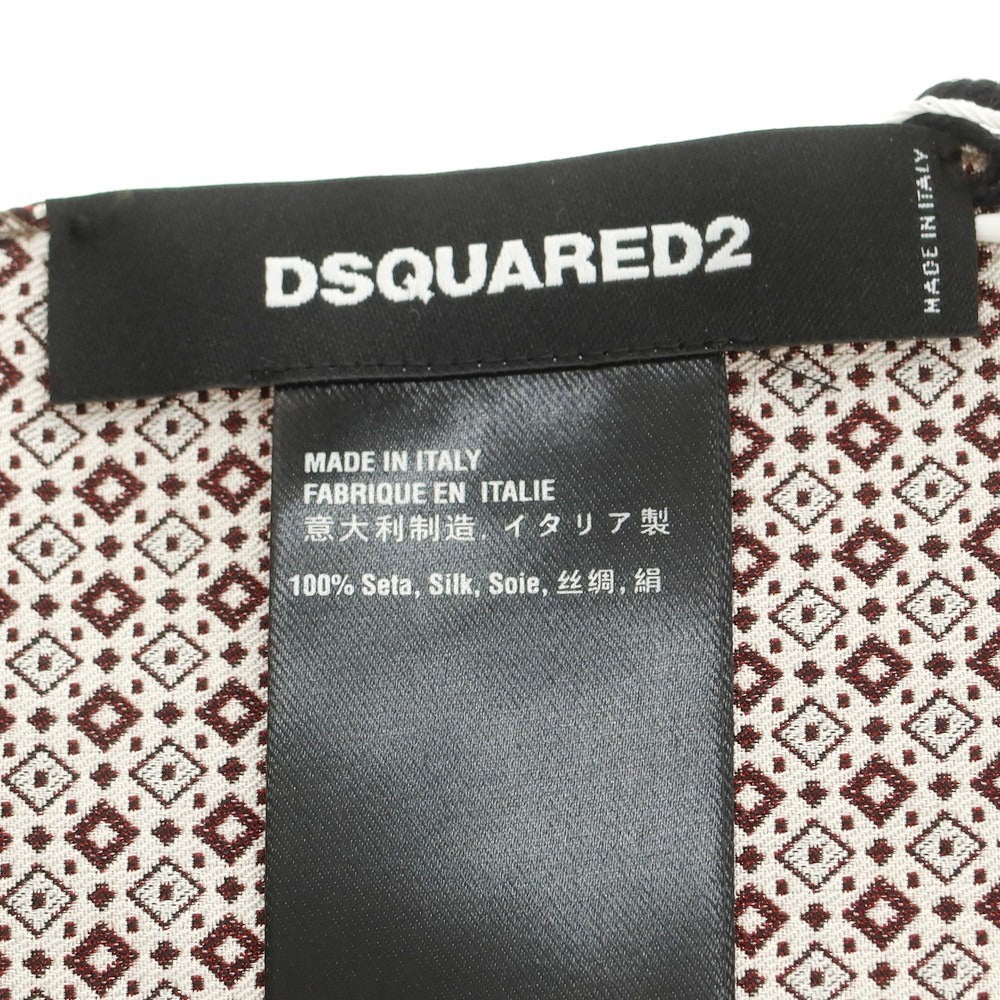 DSQUARED2
MADE IN ITALY
MADE IN ITALY
FABRIQUE EN ITALIE
意大利制造. イタリア製
100% Seta, Silk, Soie, 丝绸, 絹